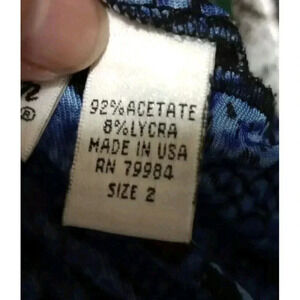 92% ACETATE
8% LYCRA
MADE IN USA
RN 79984
SIZE 2
®